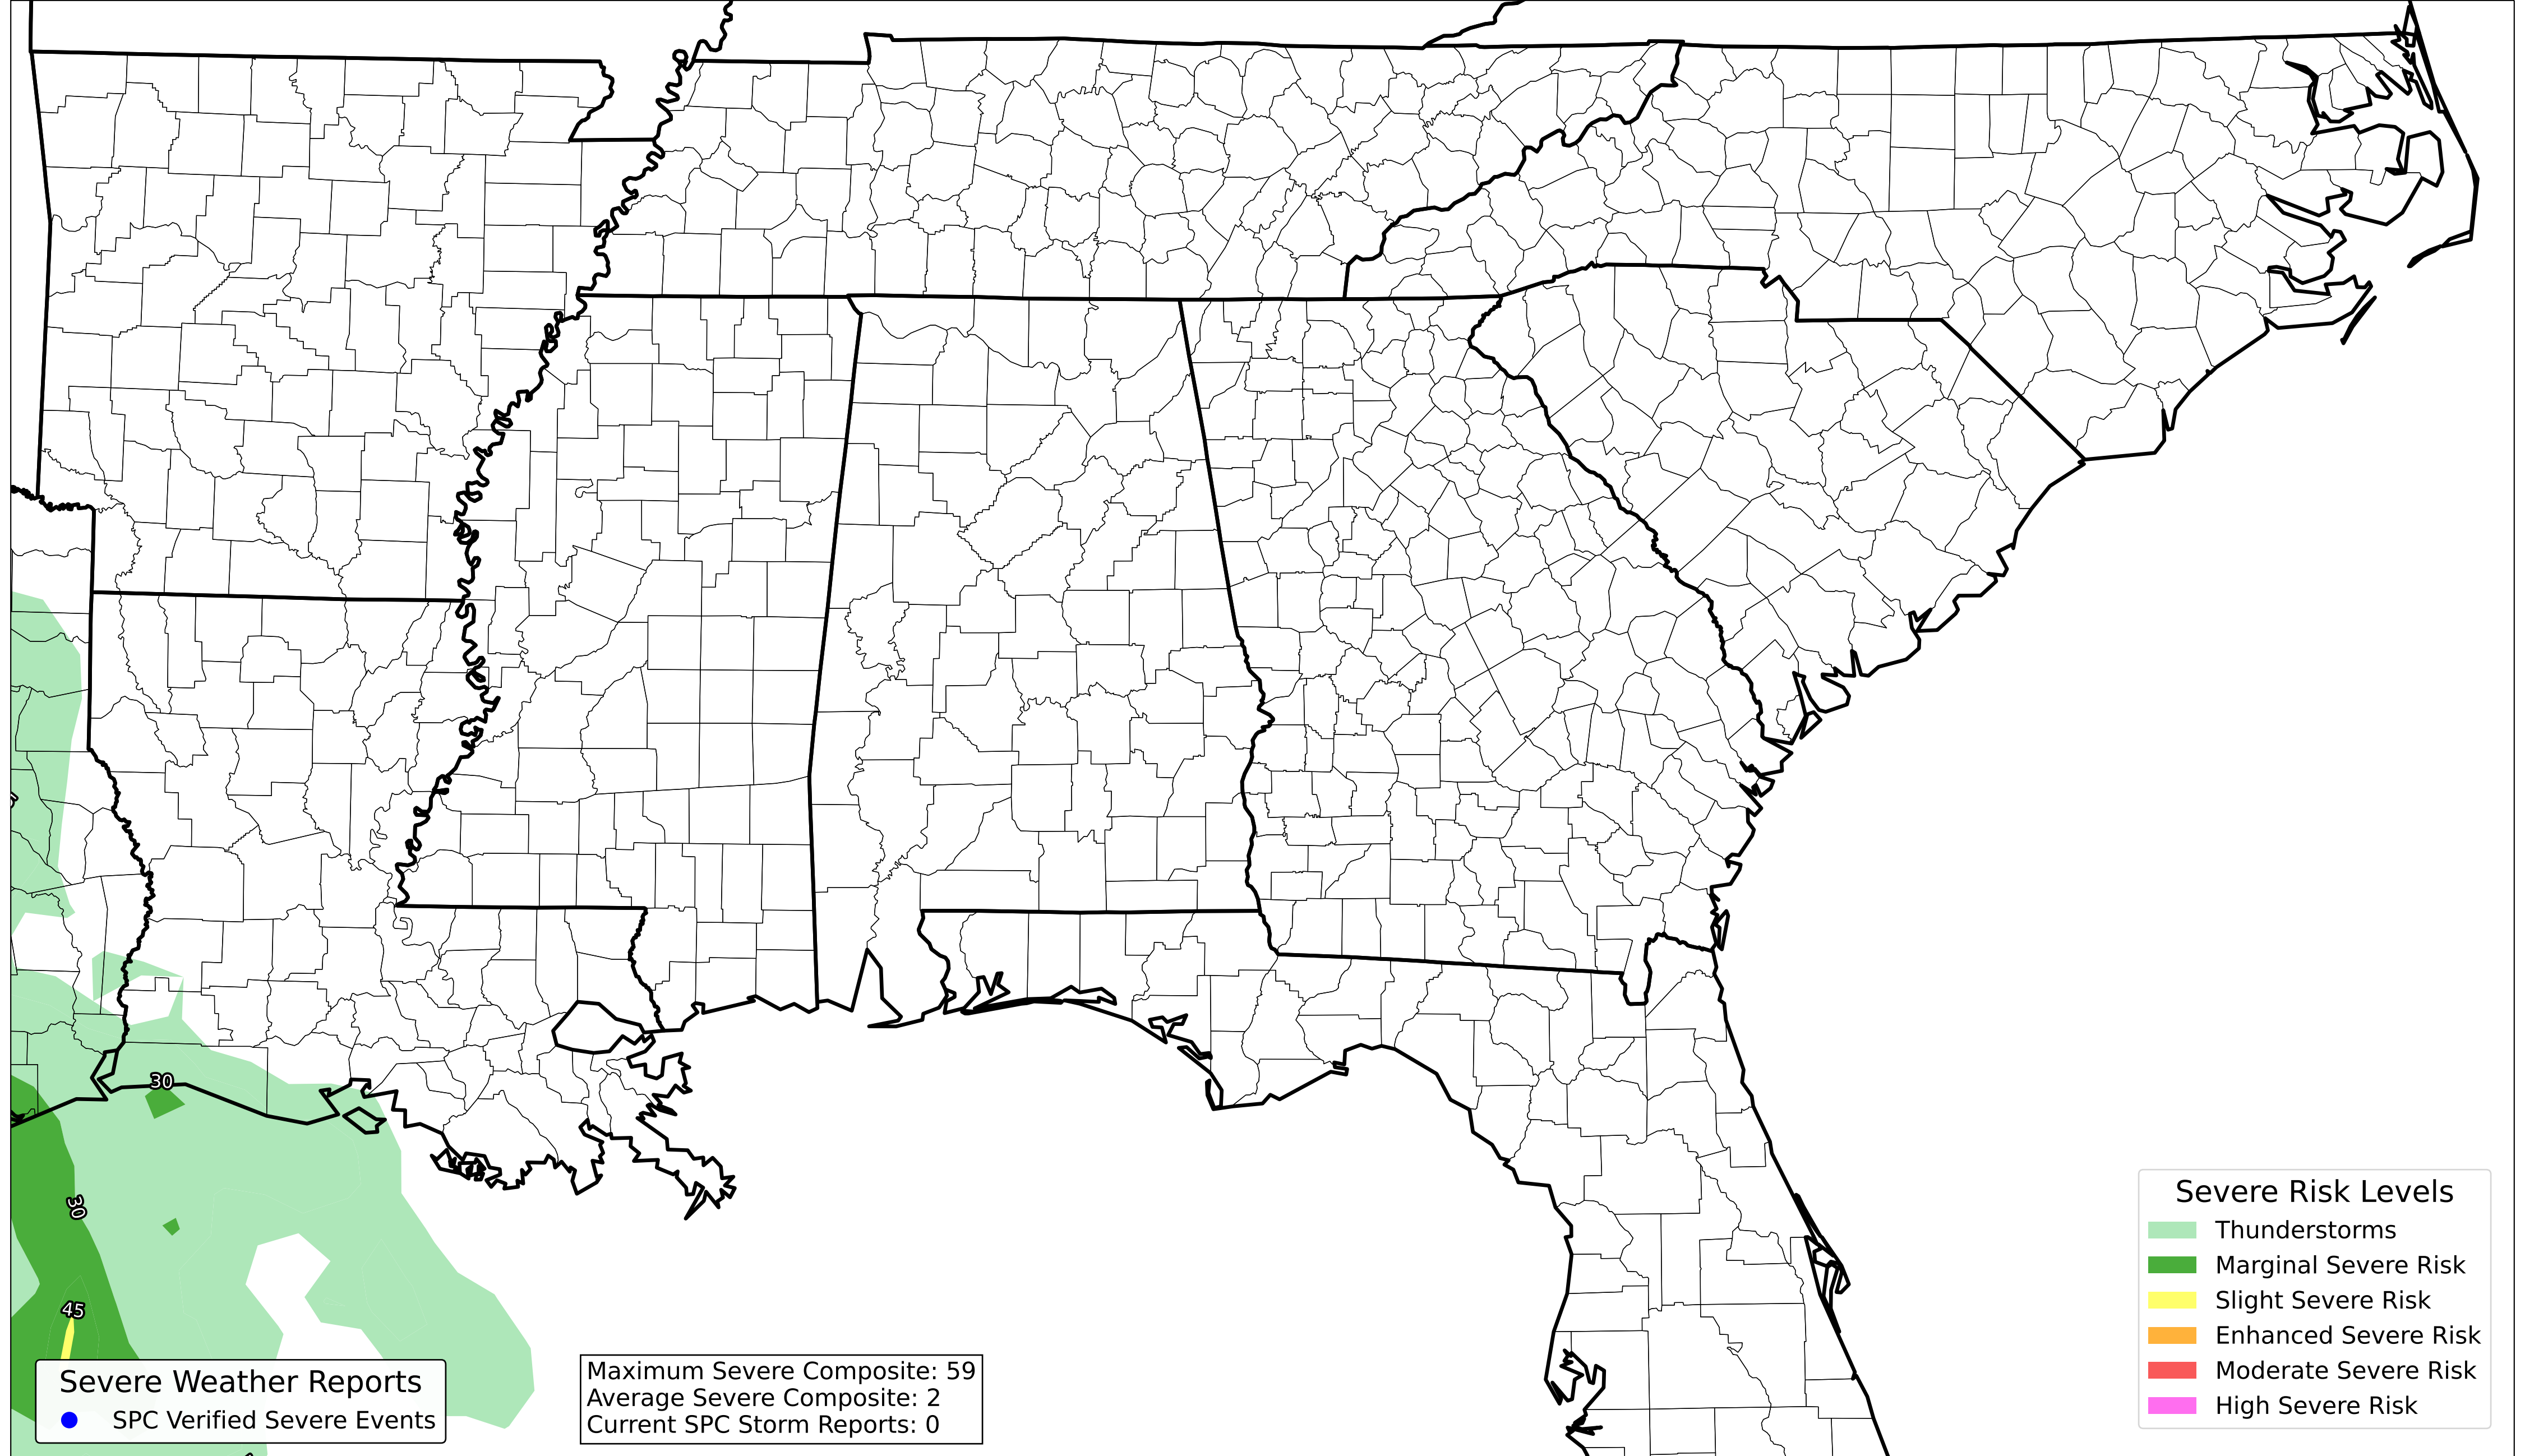 30
30
45
Severe Weather Reports
SPC Verified Severe Events
Maximum Severe Composite: 59
Average Severe Composite: 2
Current SPC Storm Reports: 0
Severe Risk Levels
Thunderstorms
Marginal Severe Risk
Slight Severe Risk
Enhanced Severe Risk
Moderate Severe Risk
High Severe Risk